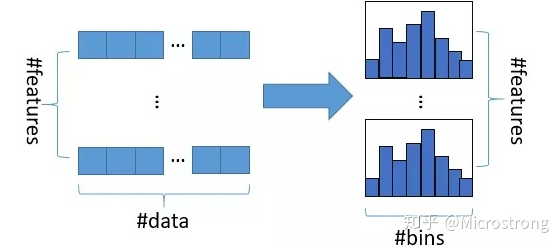 #features
#data
#features
#bins
知乎 @Microstrong